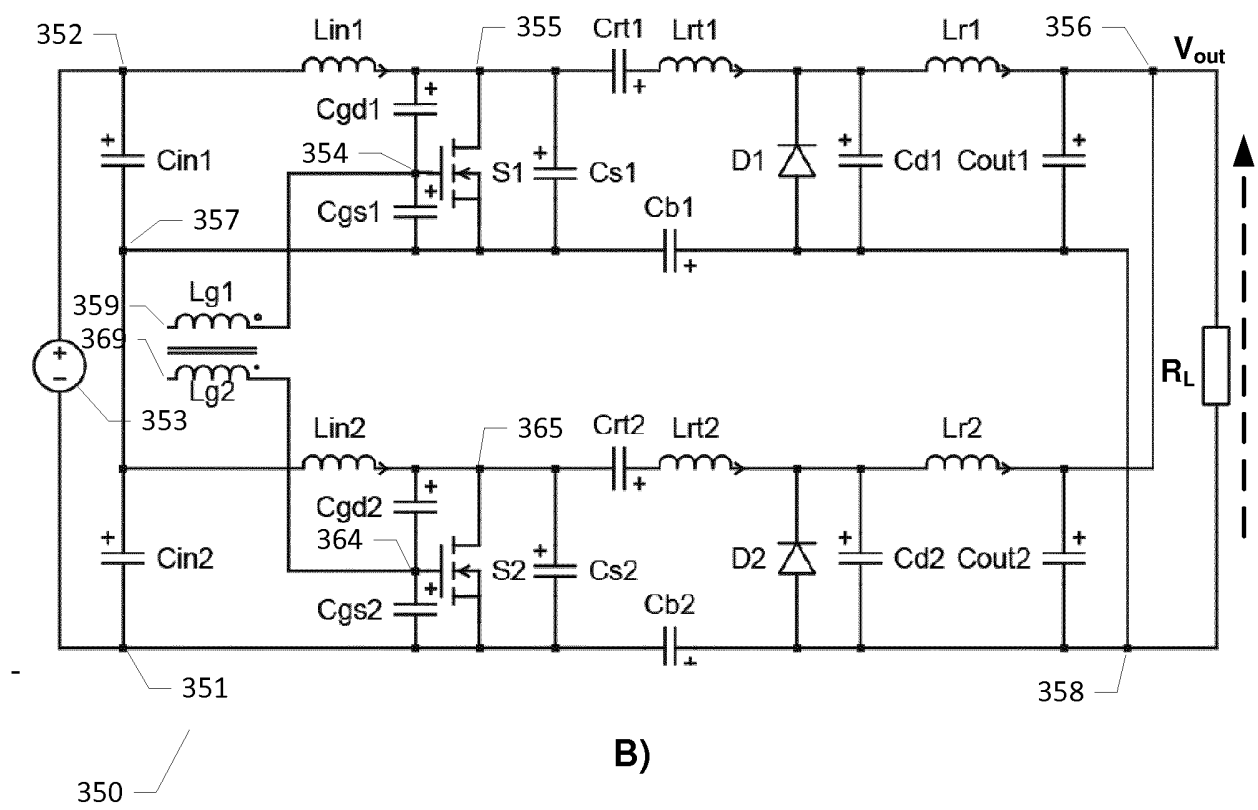 352
Lin1
355
Crt1
Lrt1
Lr1
356
Vout
Cgd1
Cin1
354
S1
Cs1
D1
Cd1
Cout1
Cgs1
357
Cb1
359
Lg1
369
Lg2
353
RL
Lin2
365
Crt2
Lrt2
Lr2
Cgd2
364
Cin2
S2
Cs2
D2
Cd2
Cout2
Cgs2
Cb2
351
358
B)
350